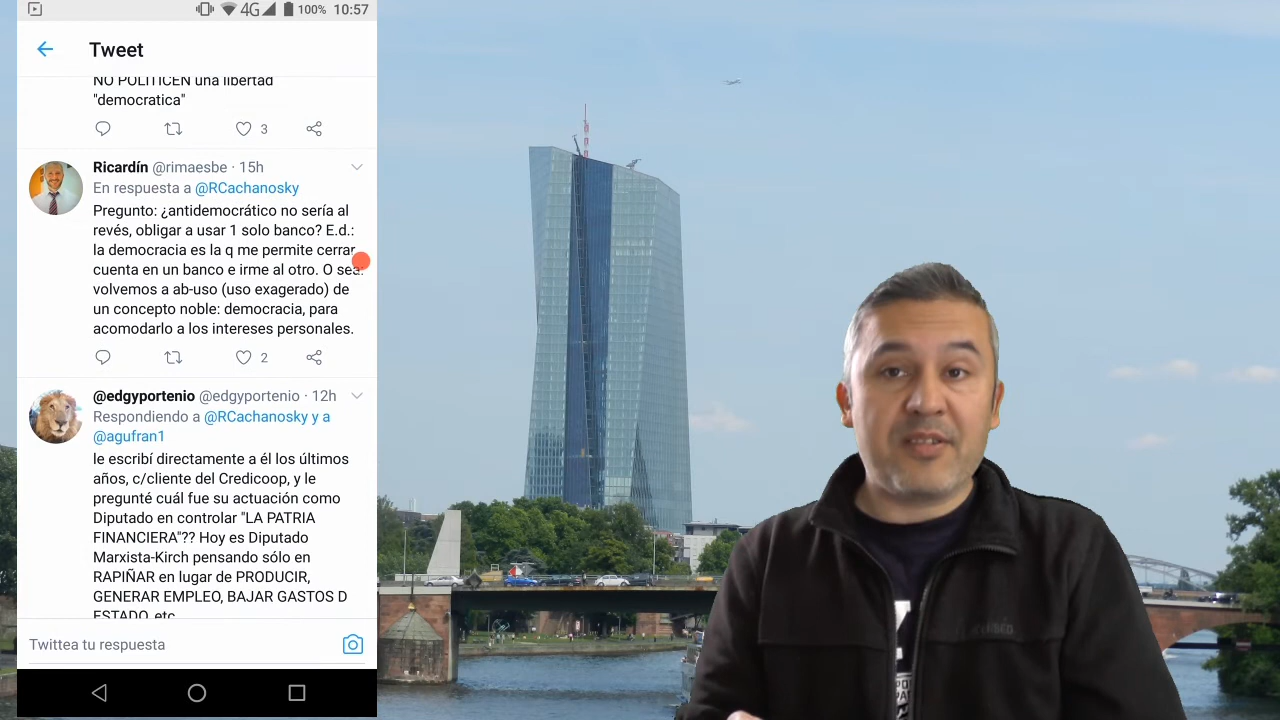 100% 10:57
4G
Tweet
NO POLITICEN una libertad
"democratica"
3
Ricardín @rimaesbe · 15h
En respuesta a @RCachanosky
Pregunto: ¿antidemocrático no sería al
revés, obligar a usar 1 solo banco? E.d.:
la democracia es la q me permite cerrar
cuenta en un banco e irme al otro. O sea:
volvemos a ab-uso (uso exagerado) de
un concepto noble: democracia, para
acomodarlo a los intereses personales.
2
@edgyportenio @edgyportenio · 12h
Respondiendo a @RCachanosky y a
@agufran1
le escribí directamente a él los últimos
años, c/cliente del Credicoop, y le
pregunté cuál fue su actuación como
Diputado en controlar "LA PATRIA
FINANCIERA"?? Hoy es Diputado
Marxista-Kirch pensando sólo en
RAPIÑAR en lugar de PRODUCIR,
GENERAR EMPLEO, BAJAR GASTOS D
ESTADO, etc
Twittea tu respuesta